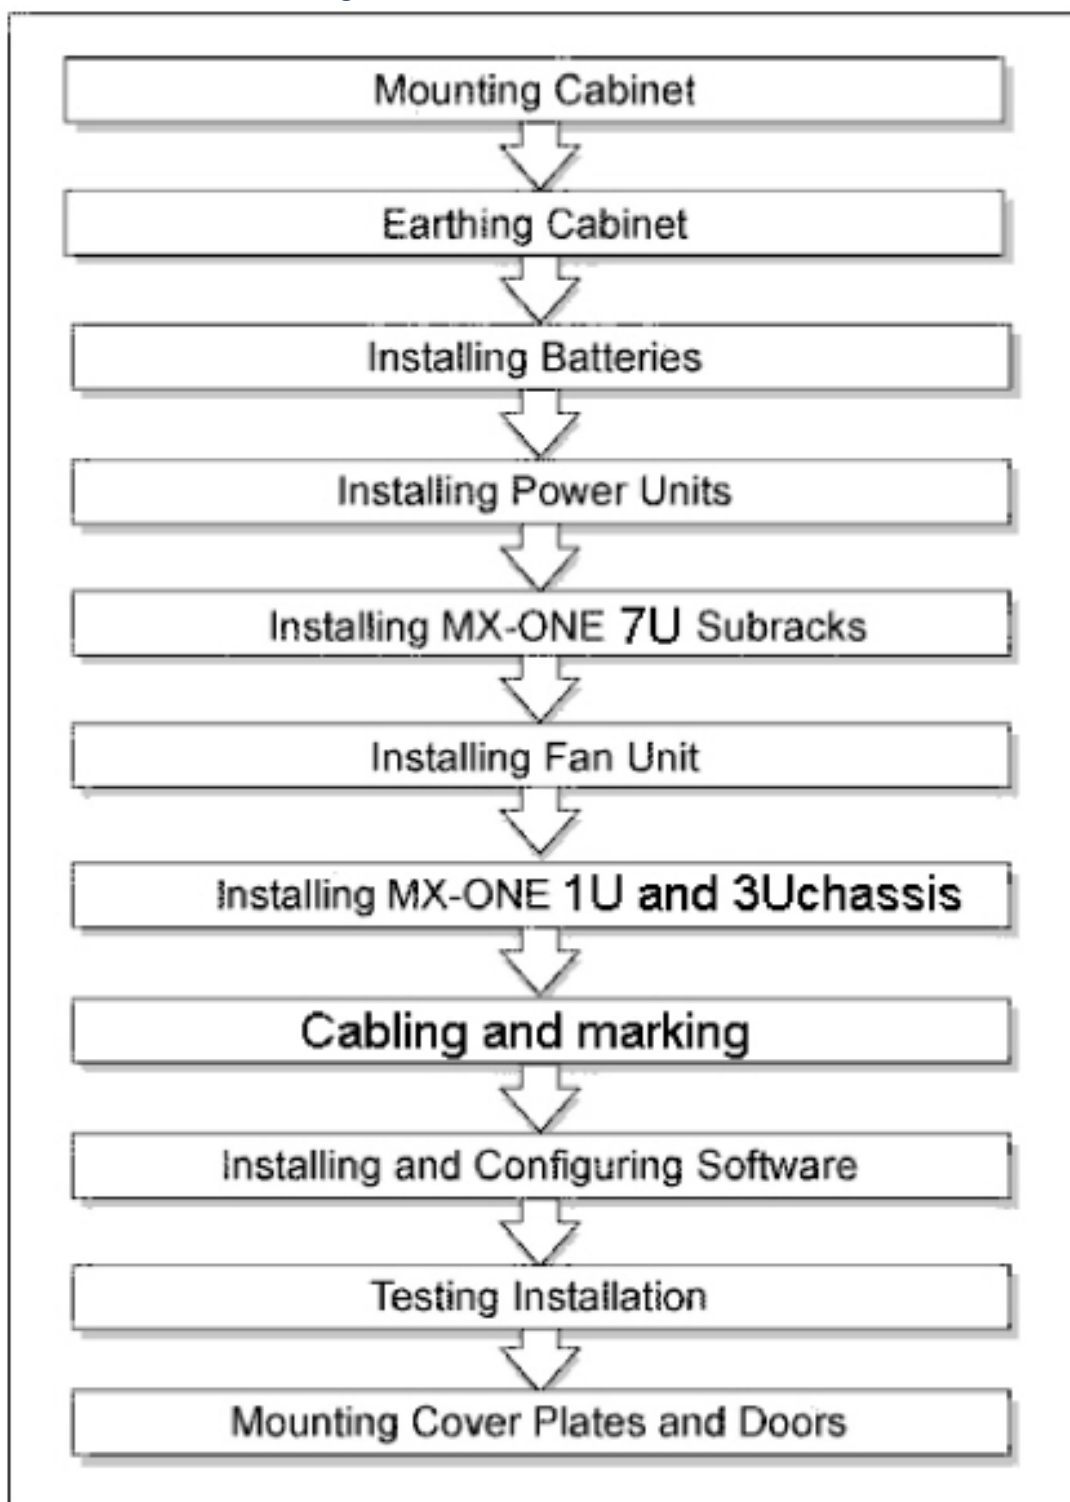 Mounting Cabinet
Earthing Cabinet
Installing Batteries
Installing Power Units
Installing MX-ONE 7U Subracks
Installing Fan Unit
Installing MX-ONE 1U and 3Uchassis
Cabling and marking
Installing and Configuring Software
Testing Installation
Mounting Cover Plates and Doors